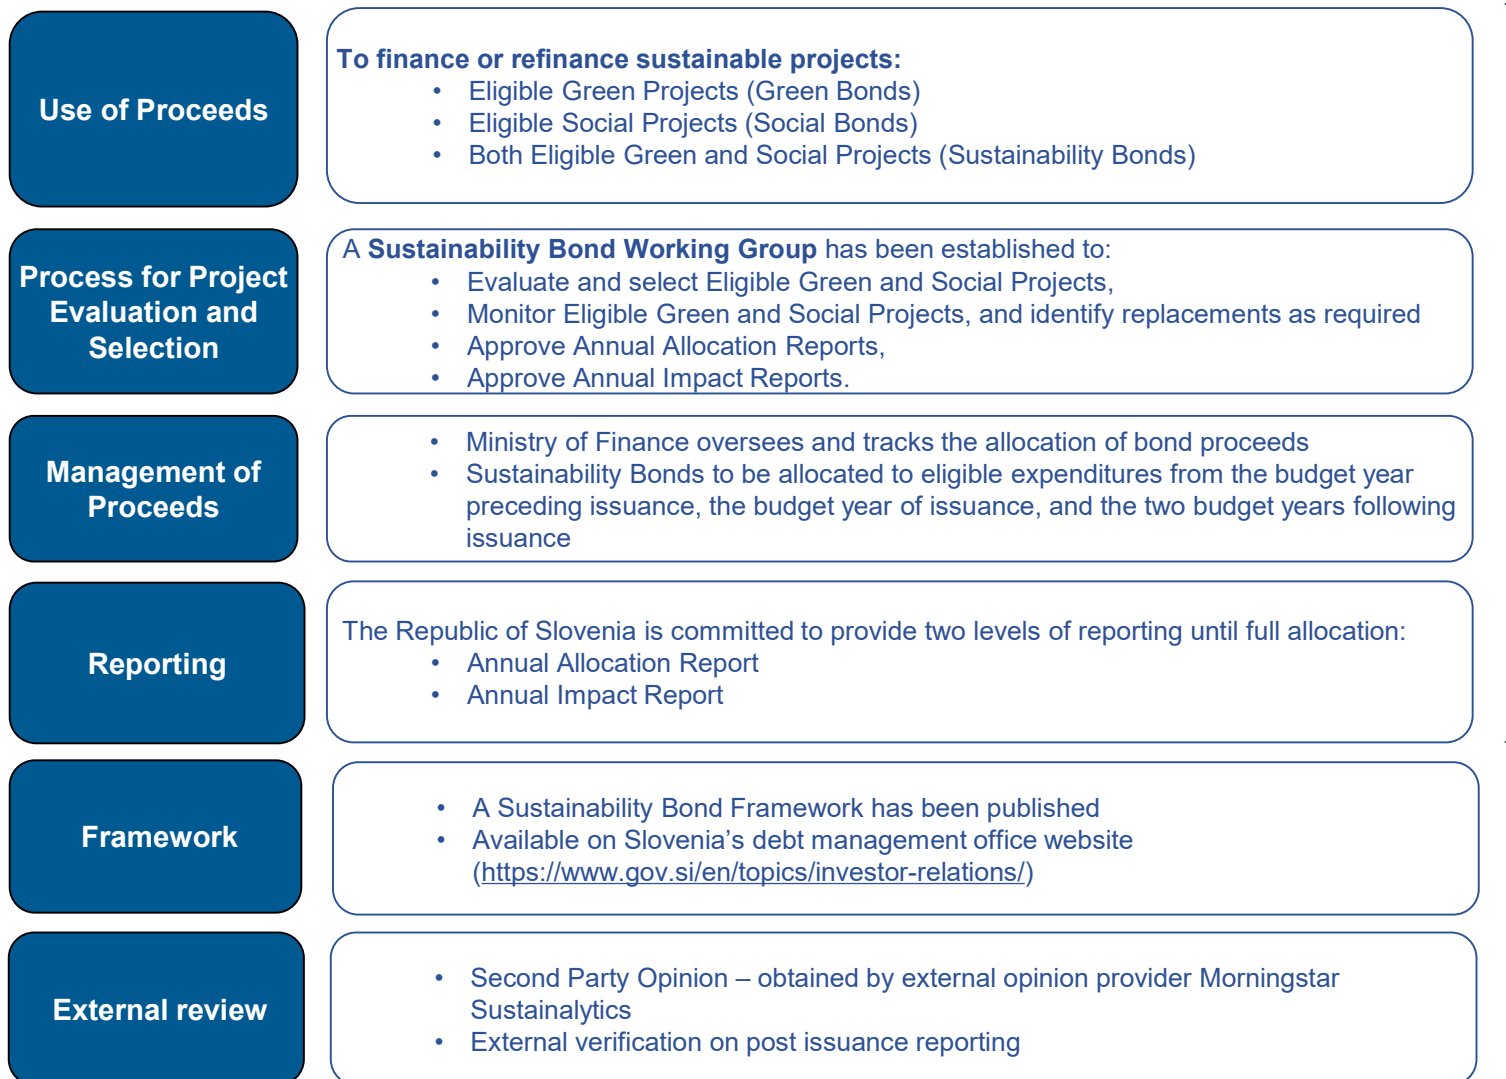 Use of Proceeds
To finance or refinance sustainable projects:
• Eligible Green Projects (Green Bonds)
• Eligible Social Projects (Social Bonds)
• Both Eligible Green and Social Projects (Sustainability Bonds)
Process for Project
Evaluation and
Selection
A Sustainability Bond Working Group has been established to:
• Evaluate and select Eligible Green and Social Projects,
• Monitor Eligible Green and Social Projects, and identify replacements as required
• Approve Annual Allocation Reports,
• Approve Annual Impact Reports.
Management of
Proceeds
• Ministry of Finance oversees and tracks the allocation of bond proceeds
• Sustainability Bonds to be allocated to eligible expenditures from the budget year
preceding issuance, the budget year of issuance, and the two budget years following
issuance
Reporting
The Republic of Slovenia is committed to provide two levels of reporting until full allocation:
• Annual Allocation Report
• Annual Impact Report
Framework
• A Sustainability Bond Framework has been published
• Available on Slovenia’s debt management office website
(https://www.gov.si/en/topics/investor-relations/)
External review
• Second Party Opinion – obtained by external opinion provider Morningstar
Sustainalytics
• External verification on post issuance reporting